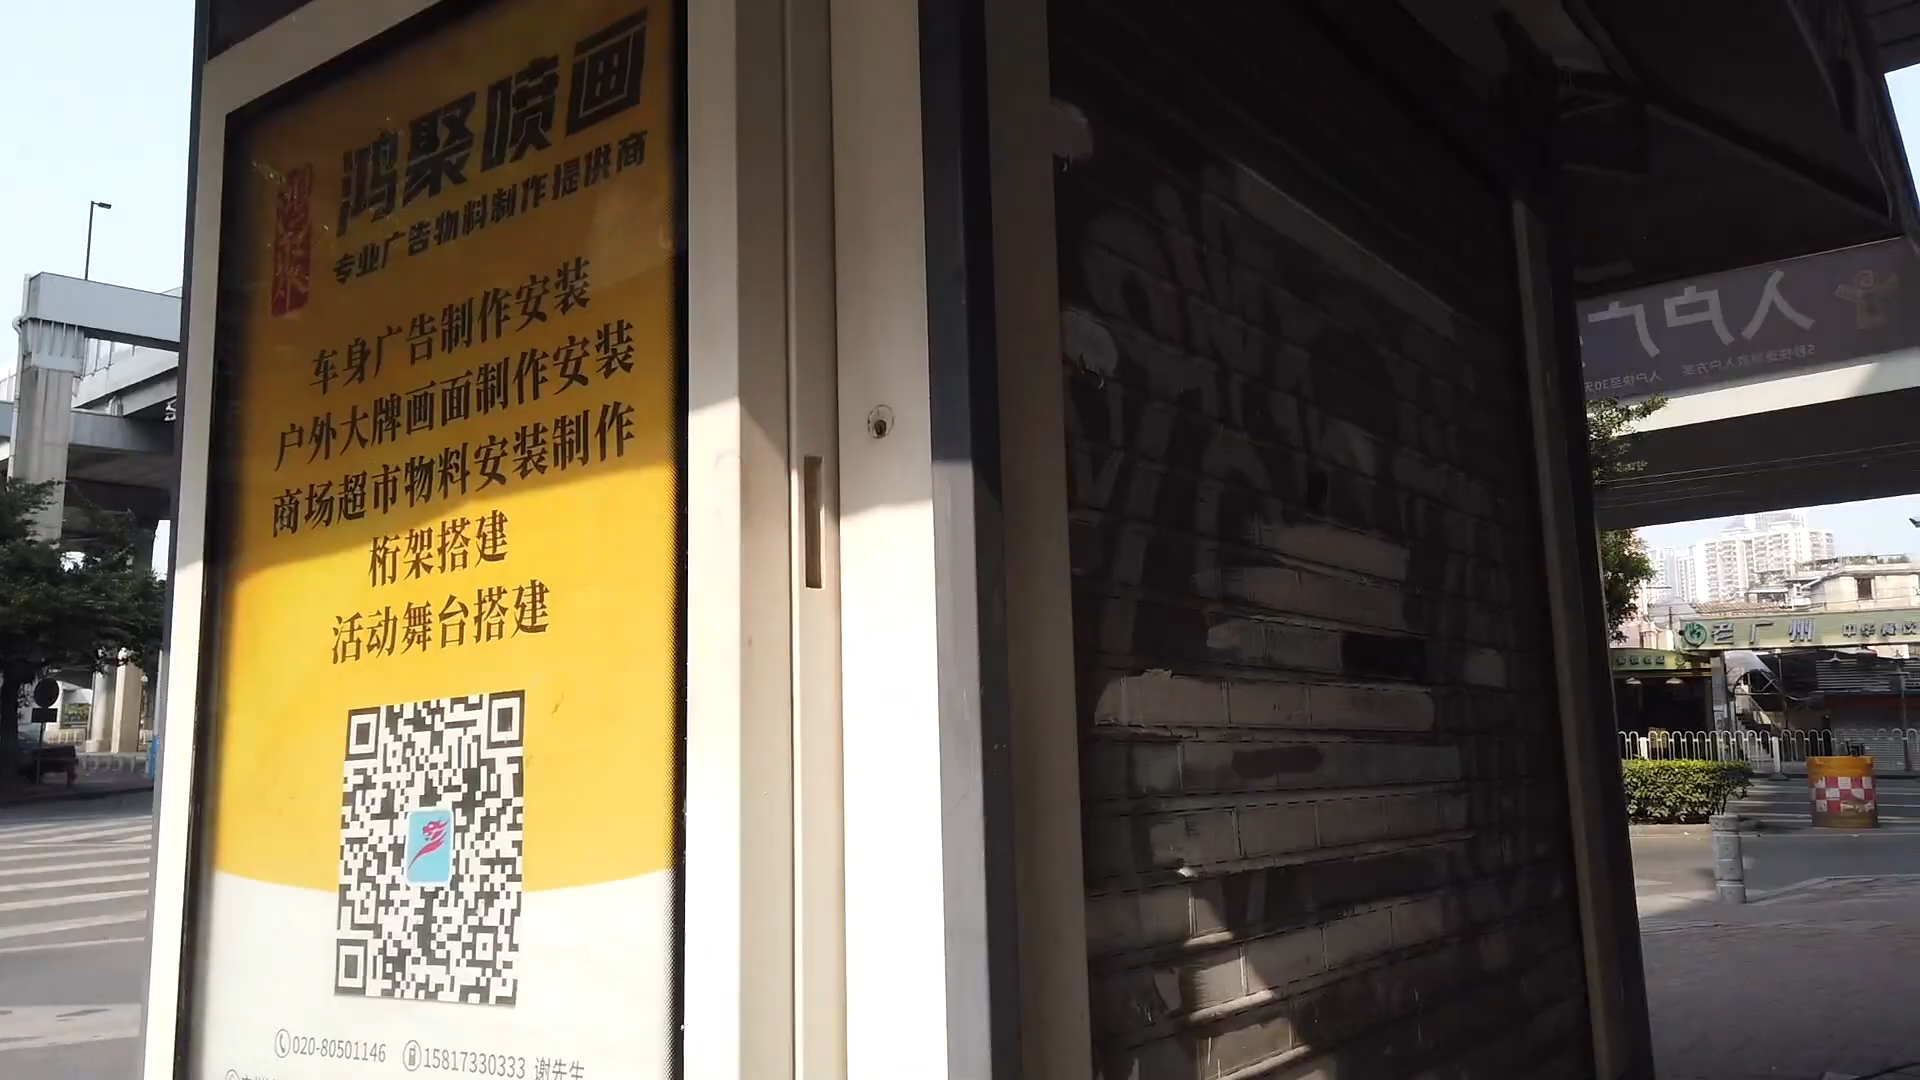 鸿聚喷画
专业广告物料制作提供商
车身广告制作安装
户外大牌画面制作安装
商场超市物料安装制作
桁架搭建
活动舞台搭建
020-80501146 15817330333 谢先生
入户广
老广州